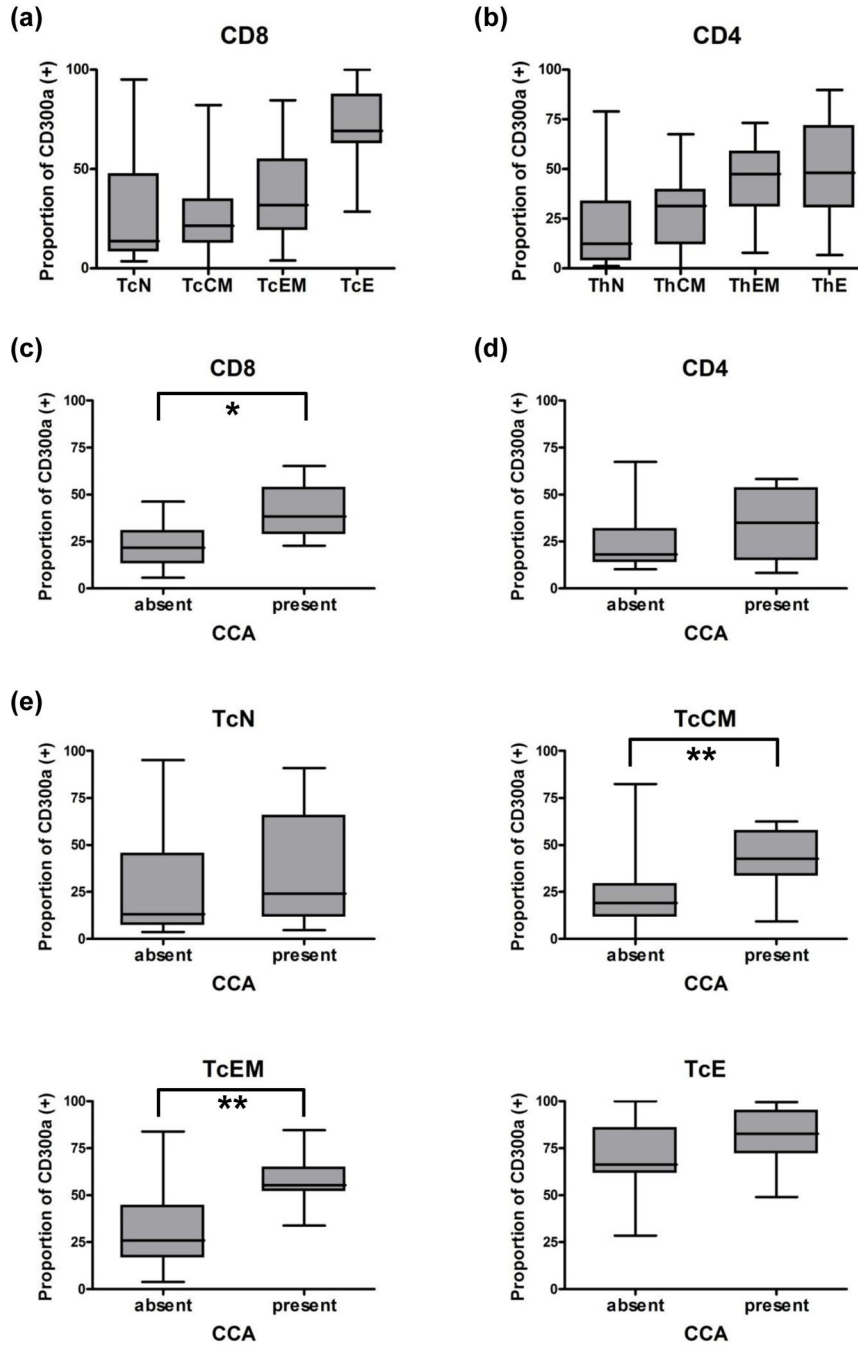 (a)
CD8
Proportion of CD300a (+)
100
50
0
TcN TcCM TcEM TcE
(b)
CD4
Proportion of CD300a (+)
100
75
50
25
0
ThN ThCM ThEM ThE
(c)
CD8
*
Proportion of CD300a (+)
100
75
50
25
0
absent present
CCA
(d)
CD4
Proportion of CD300a (+)
100
75
50
25
0
absent present
CCA
(e)
TcN
Proportion of CD300a (+)
100
75
50
25
0
absent present
CCA
TcCM
**
Proportion of CD300a (+)
100
75
50
25
0
absent present
CCA
TcEM
**
Proportion of CD300a (+)
100
75
50
25
0
absent present
CCA
TcE
Proportion of CD300a (+)
100
75
50
25
0
absent present
CCA